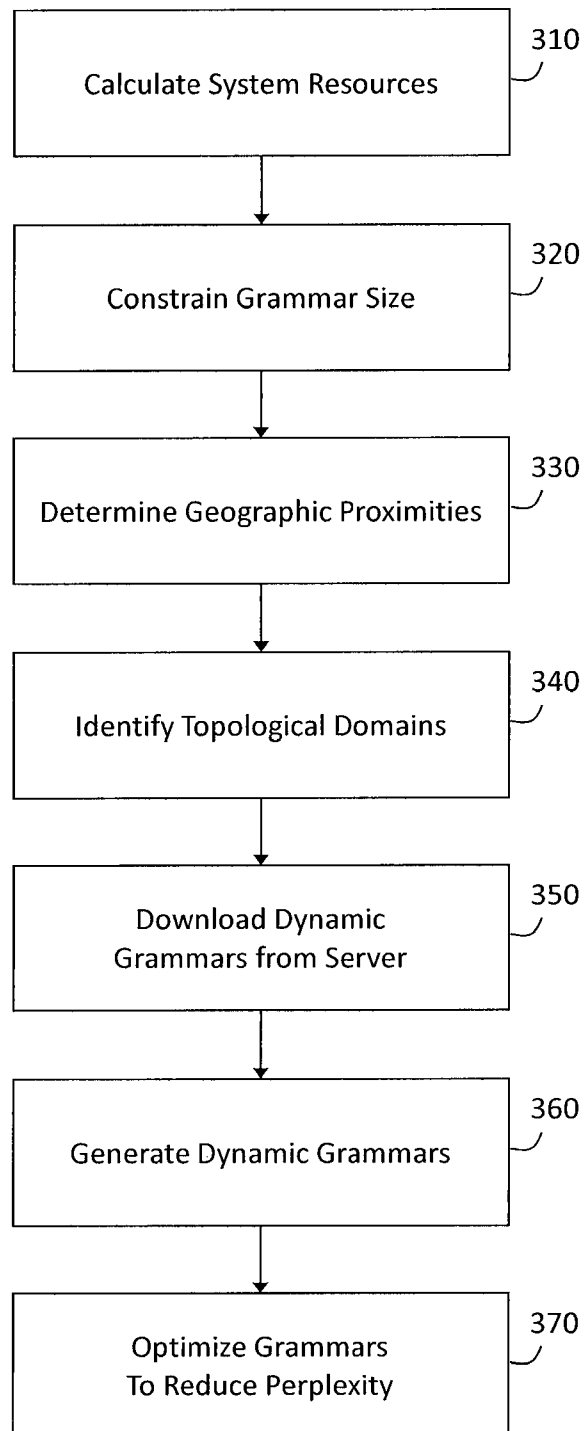 310
Calculate System Resources
320
Constrain Grammar Size
330
Determine Geographic Proximities
340
Identify Topological Domains
350
Download Dynamic
Grammars from Server
360
Generate Dynamic Grammars
370
Optimize Grammars
To Reduce Perplexity